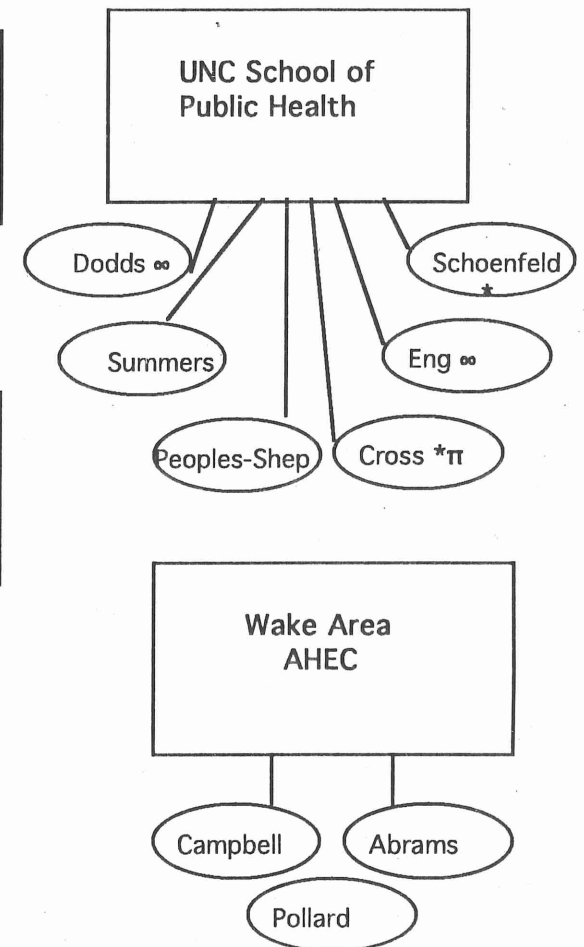 UNC School of
Public Health
Dodds ∞
Schoenfeld
*
Summers
Eng ∞
Peoples-Shep
Cross *π
Wake Area
AHEC
Campbell
Abrams
Pollard